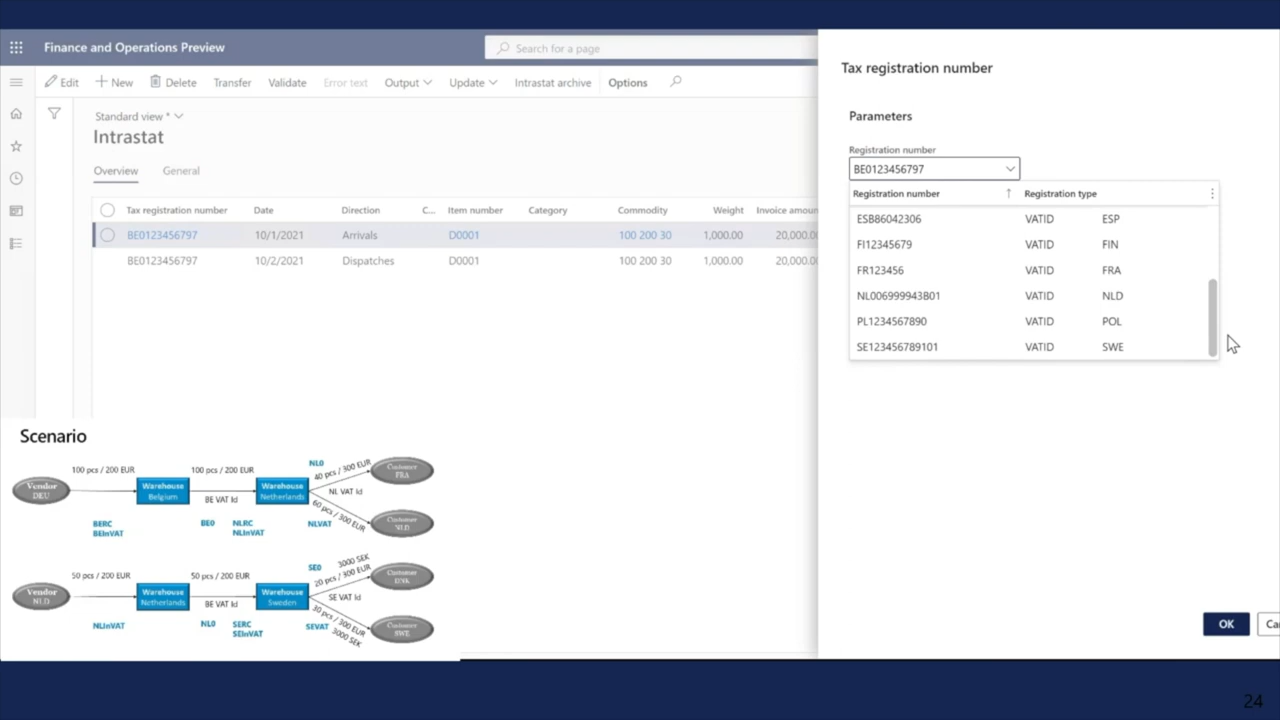 Finance and Operations Preview
Search for a page
Edit New Delete Transfer Validate Error text Output Update Intrastat archive Options
Standard view *
Intrastat
Overview General
Tax registration number Date Direction C... Item number Category Commodity Weight Invoice amoun
BE0123456797 10/1/2021 Arrivals D0001 100 200 30 1,000.00 20,000.0
BE0123456797 10/2/2021 Dispatches D0001 100 200 30 1,000.00 20,000.0
Tax registration number
Parameters
Registration number
BE0123456797
Registration number Registration type
ESB86042306 VATID ESP
FI12345679 VATID FIN
FR123456 VATID FRA
NL006999943B01 VATID NLD
PL1234567890 VATID POL
SE123456789101 VATID SWE
OK Ca
Scenario
Vendor DEU
100 pcs / 200 EUR
BERC
BEInVAT
Warehouse Belgium
100 pcs / 200 EUR
BE VAT Id
BE0
NLRC
NLInVAT
Warehouse Netherlands
NL0
40 pcs / 300 EUR
NL VAT Id
60 pcs / 300 EUR
NLVAT
Customer FRA
Customer NLD
Vendor NLD
50 pcs / 200 EUR
NLInVAT
Warehouse Netherlands
50 pcs / 200 EUR
BE VAT Id
NL0
SERC
SEInVAT
Warehouse Sweden
SE0
3000 SEK
20 pcs / 300 EUR
SE VAT Id
30 pcs / 300 EUR
3000 SEK
SEVAT
Customer DNK
Customer SWE
24